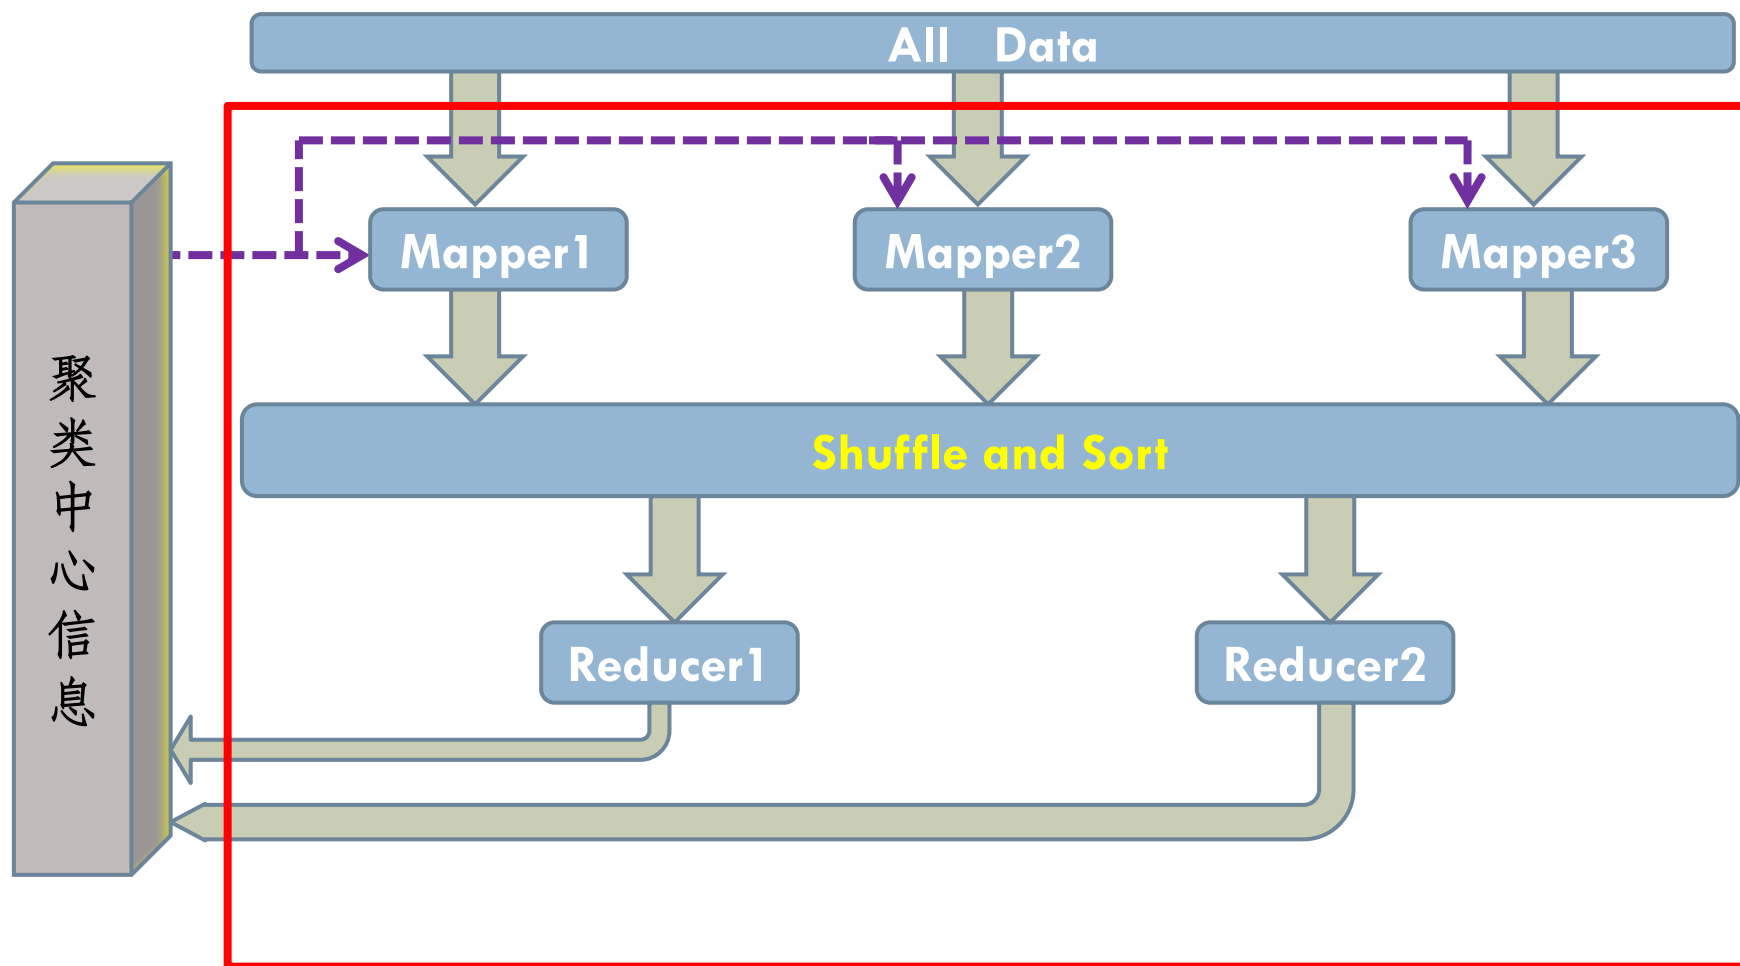 All Data
Mapper1
Mapper2
Mapper3
聚类中心信息
Shuffle and Sort
Reducer1
Reducer2